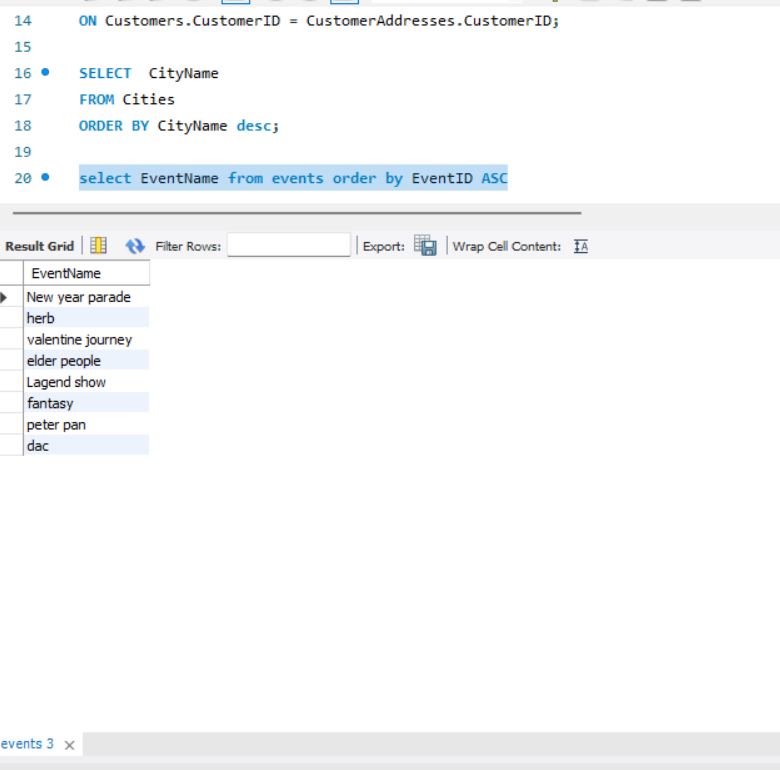 14 ON Customers.CustomerID = CustomerAddresses.CustomerID;
15
16 SELECT CityName
17 FROM Cities
18 ORDER BY CityName desc;
19
20 select EventName from events order by EventID ASC
Result Grid Filter Rows: Export: Wrap Cell Content: IA
EventName
New year parade
herb
valentine journey
elder people
Lagend show
fantasy
peter pan
dac
events 3